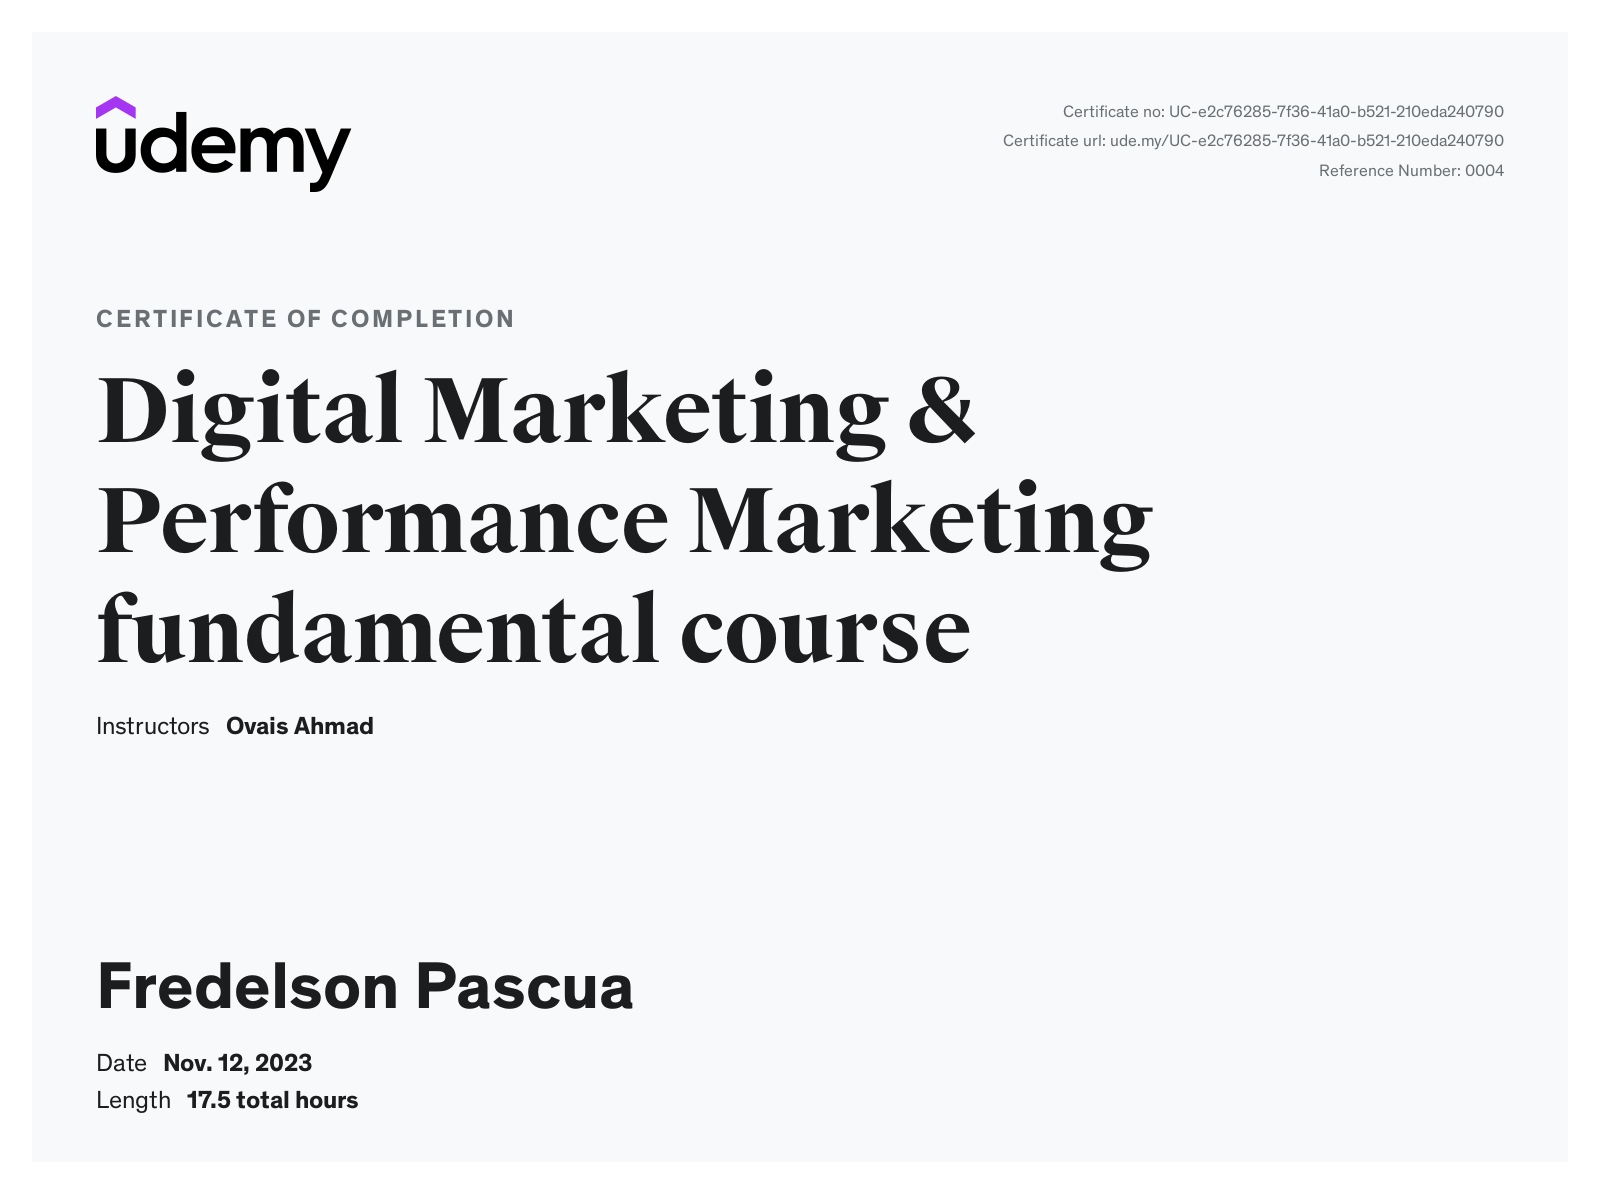 udemy
Certificate no: UC-e2c76285-7f36-41a0-b521-210eda240790
Certificate url: ude.my/UC-e2c76285-7f36-41a0-b521-210eda240790
Reference Number: 0004
CERTIFICATE OF COMPLETION
Digital Marketing &
Performance Marketing
fundamental course
Instructors Ovais Ahmad
Fredelson Pascua
Date Nov. 12, 2023
Length 17.5 total hours